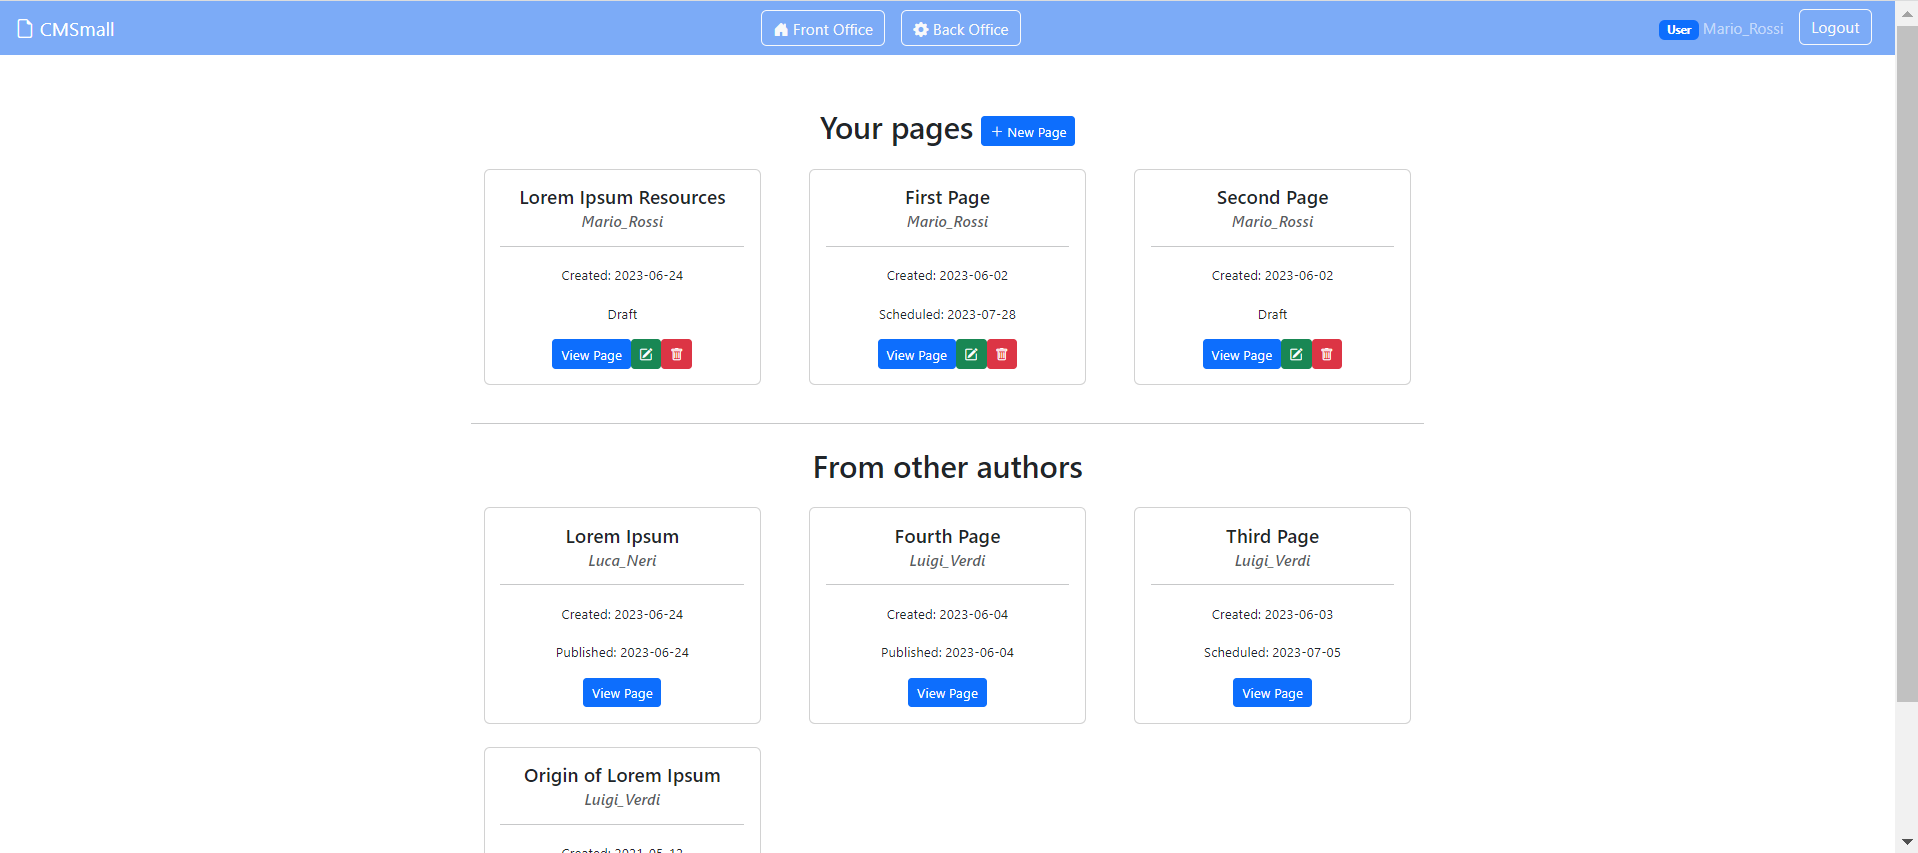 CMSmall
Front Office
Back Office
User Mario_Rossi
Logout
Your pages
New Page
Lorem Ipsum Resources
Mario_Rossi
Created: 2023-06-24
Draft
View Page
First Page
Mario_Rossi
Created: 2023-06-02
Scheduled: 2023-07-28
View Page
Second Page
Mario_Rossi
Created: 2023-06-02
Draft
View Page
From other authors
Lorem Ipsum
Luca_Neri
Created: 2023-06-24
Published: 2023-06-24
View Page
Fourth Page
Luigi_Verdi
Created: 2023-06-04
Published: 2023-06-04
View Page
Third Page
Luigi_Verdi
Created: 2023-06-03
Scheduled: 2023-07-05
View Page
Origin of Lorem Ipsum
Luigi_Verdi
Created: